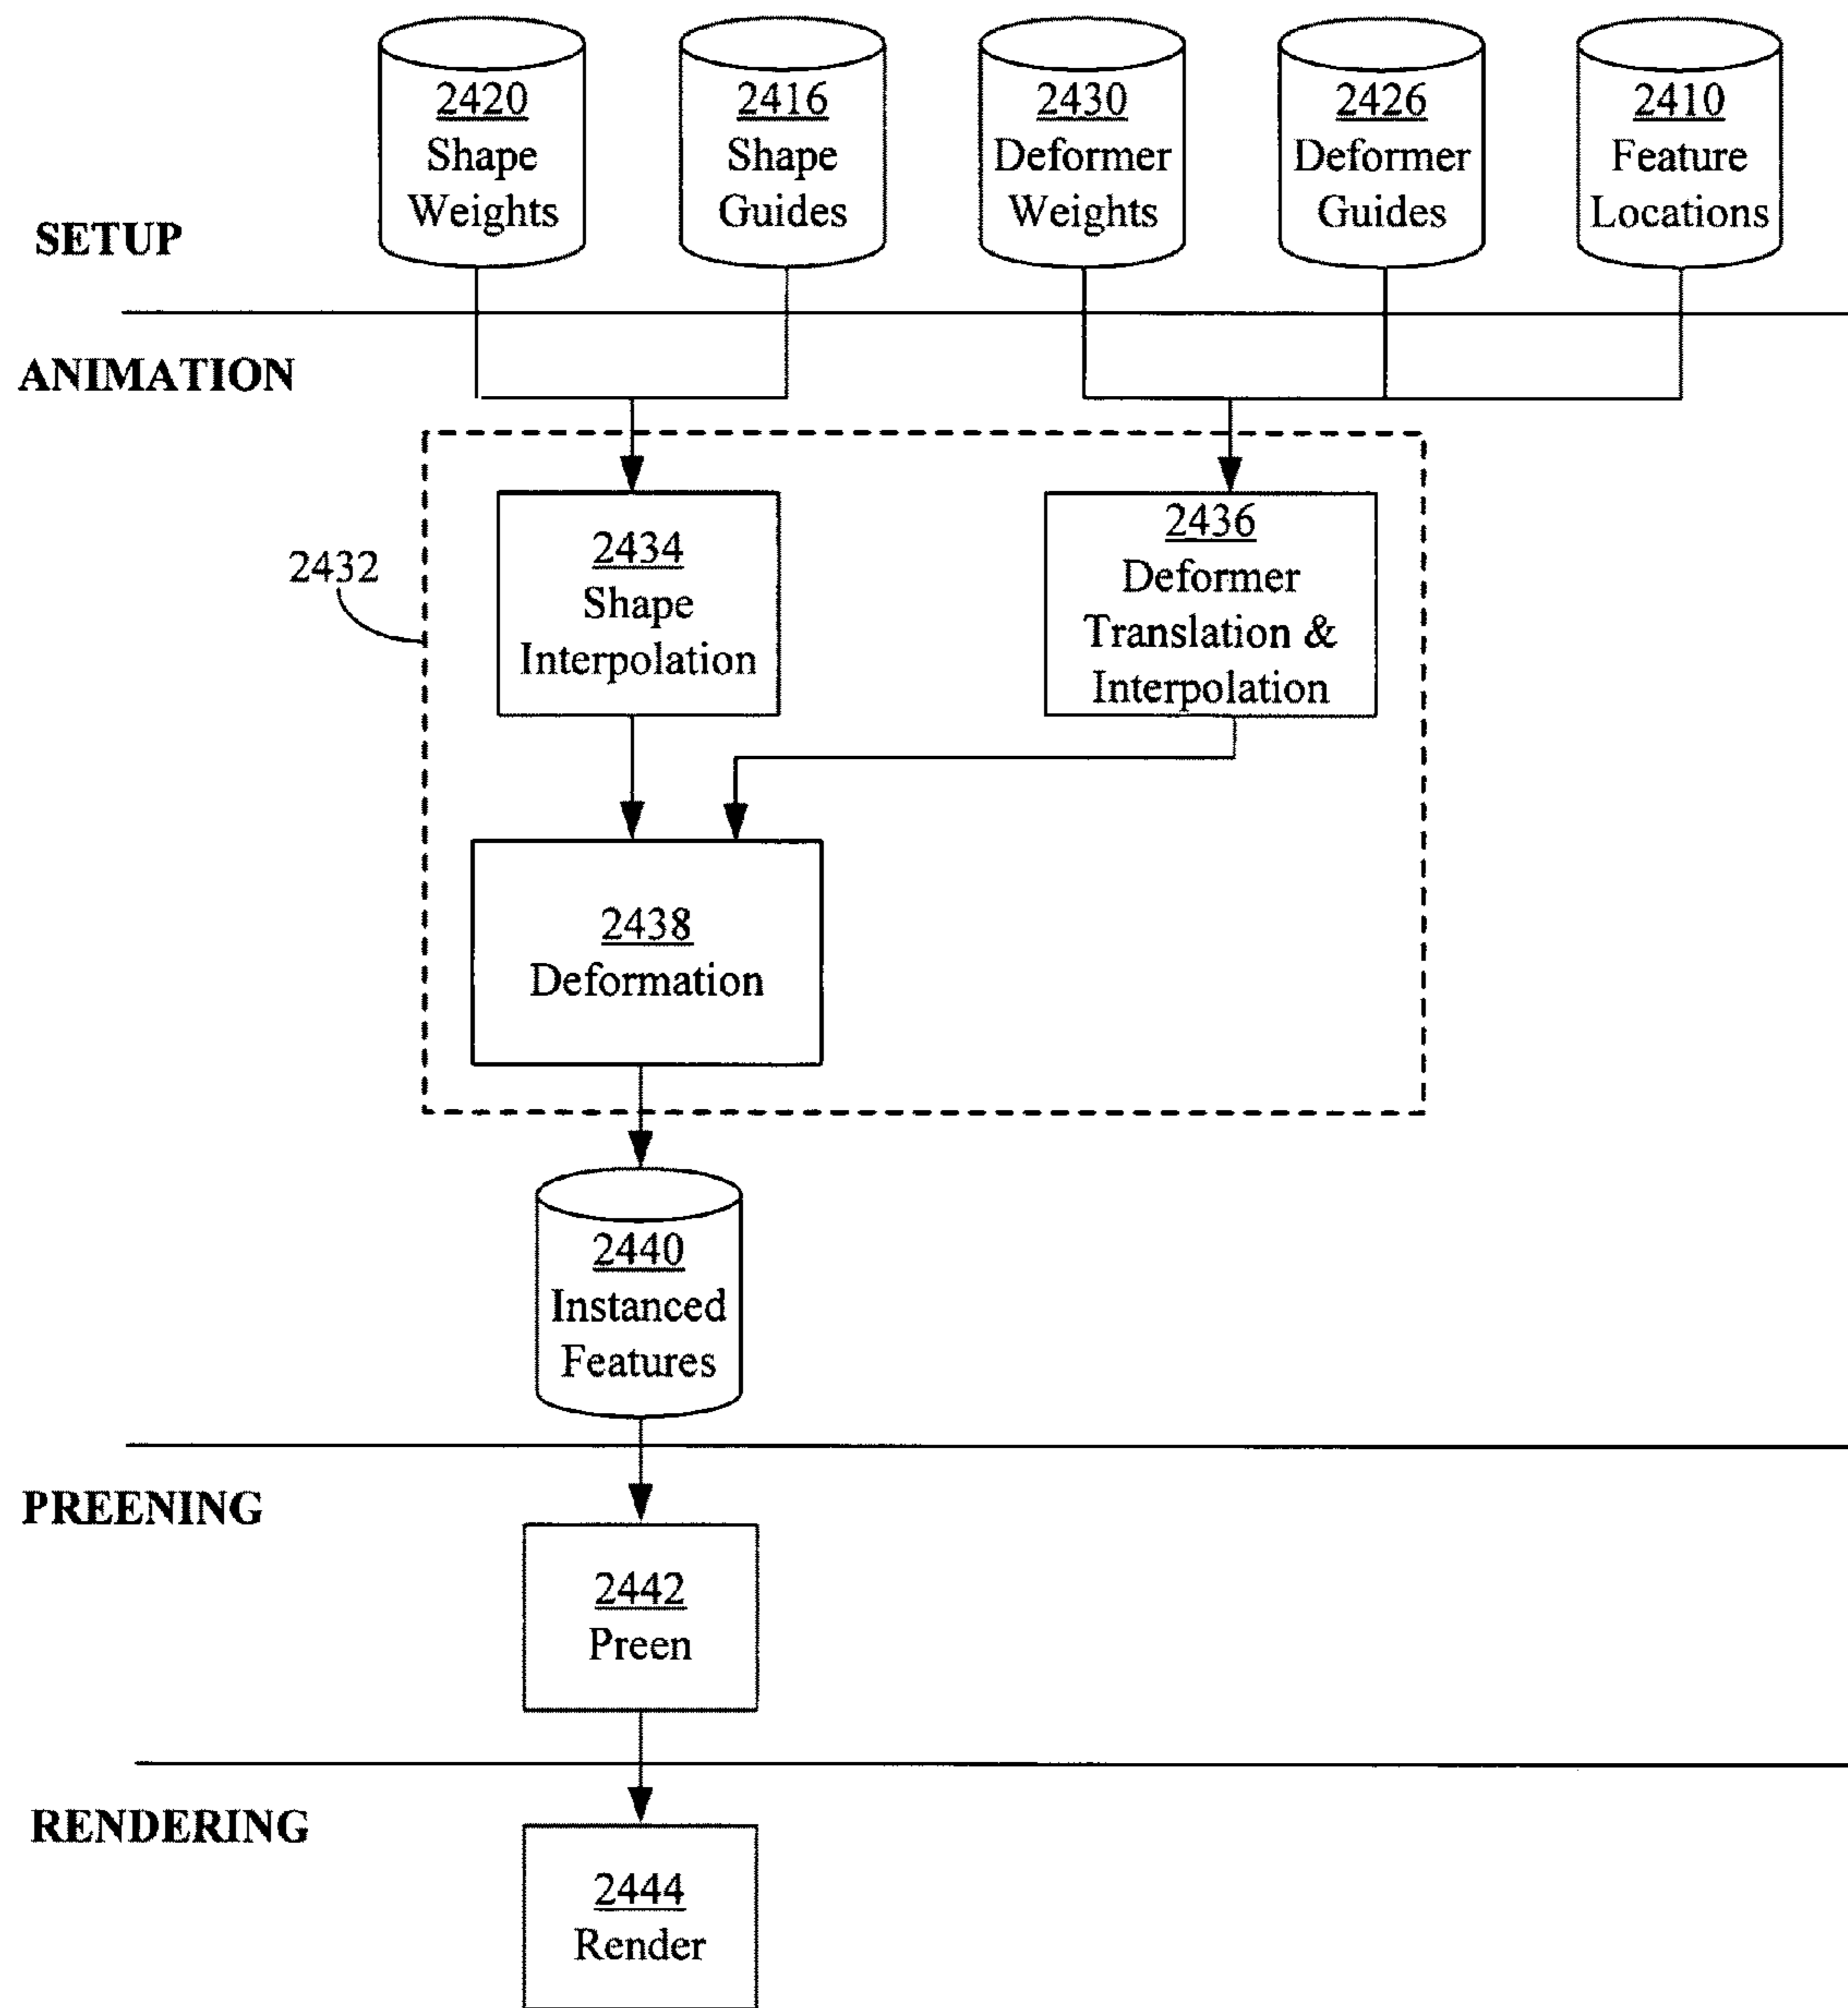 2420
Shape
Weights
2416
Shape
Guides
2430
Deformer
Weights
2426
Deformer
Guides
2410
Feature
Locations
SETUP
ANIMATION
2432
2434
Shape
Interpolation
2436
Deformer
Translation &
Interpolation
2438
Deformation
2440
Instanced
Features
PREENING
2442
Preen
RENDERING
2444
Render